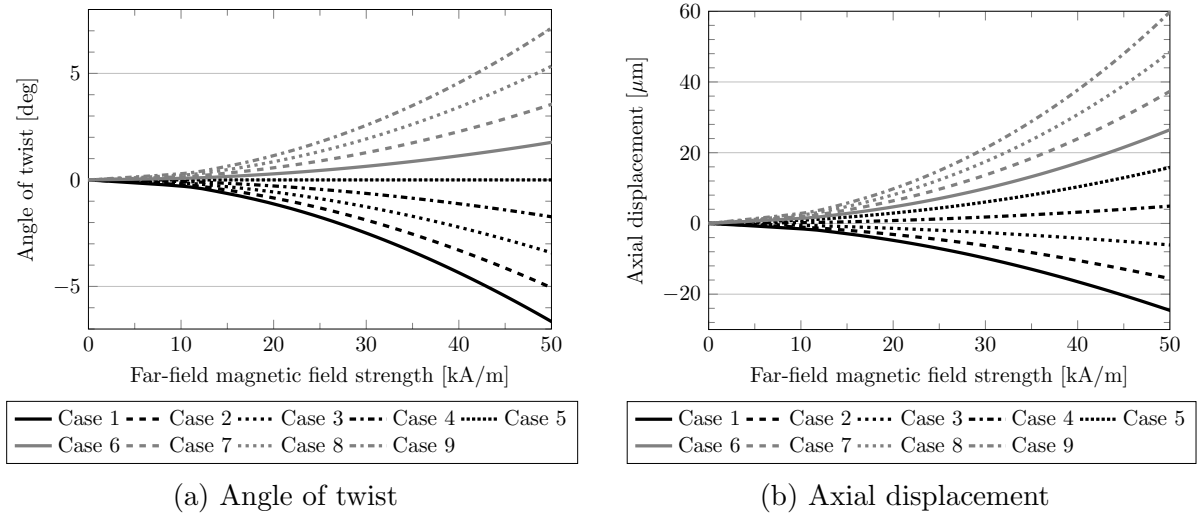 5
0
−5
0
10
20
30
40
50
Angle of twist [deg]
Far-field magnetic field strength [kA/m]
Case 1 Case 2 Case 3 Case 4 Case 5
Case 6 Case 7 Case 8 Case 9
(a) Angle of twist
60
40
20
0
−20
0
10
20
30
40
50
Axial displacement [μm]
Far-field magnetic field strength [kA/m]
Case 1 Case 2 Case 3 Case 4 Case 5
Case 6 Case 7 Case 8 Case 9
(b) Axial displacement